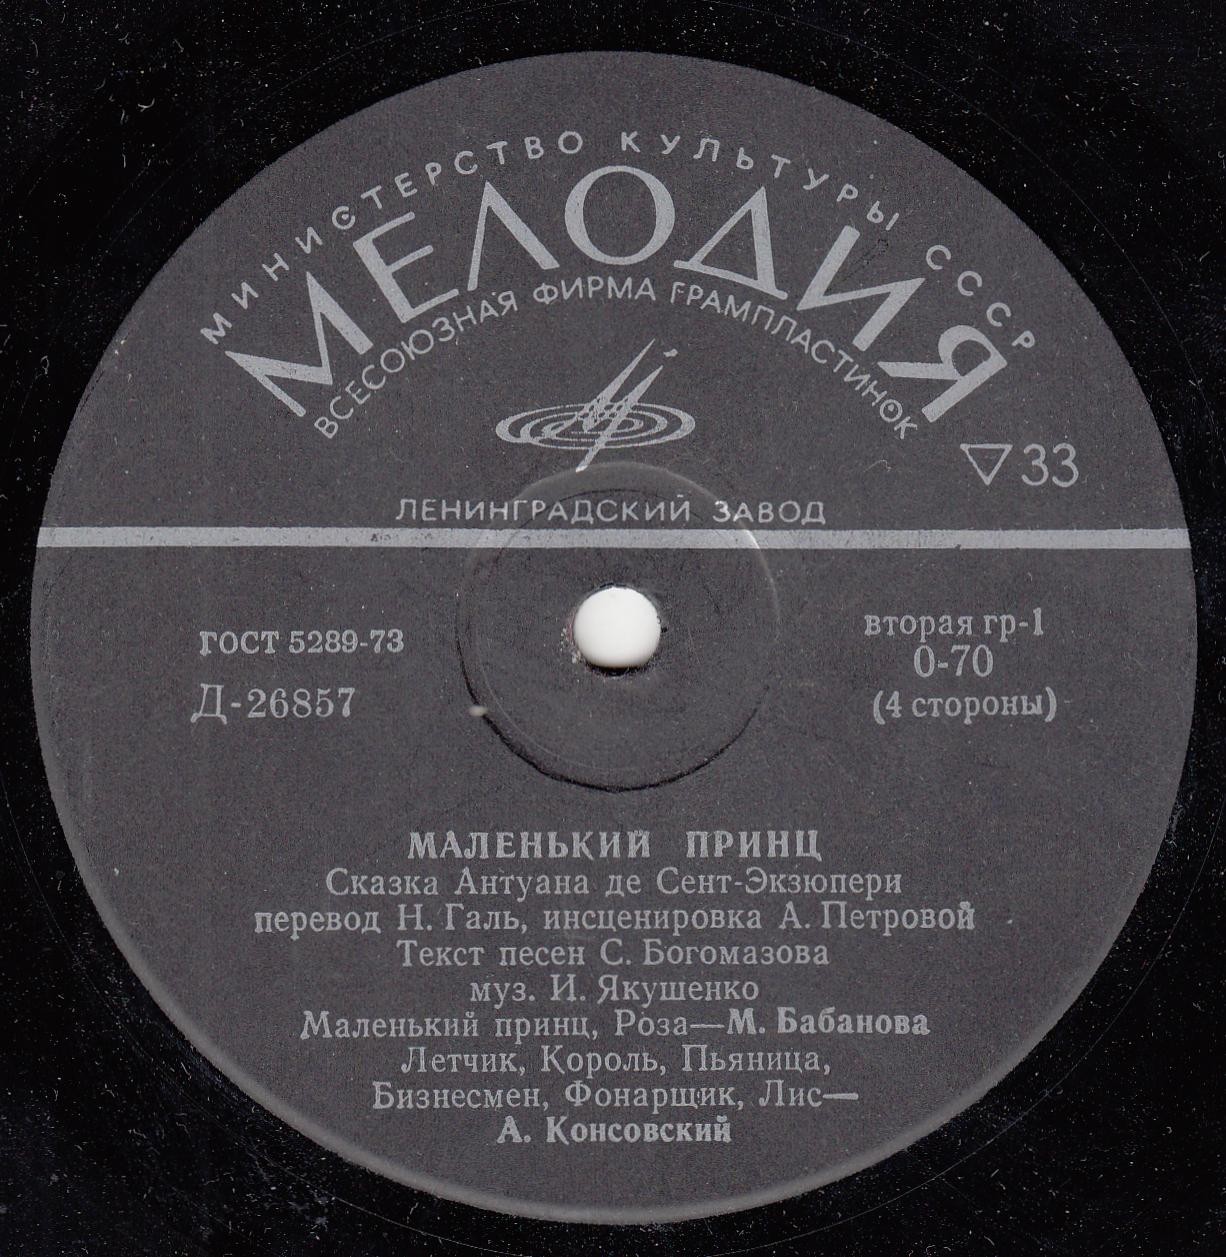 МИНИСТЕРСТВО КУЛЬТУРЫ СССР
МЕЛОДИЯ
ВСЕСОЮЗНАЯ ФИРМА ГРАМПЛАСТИНОК
▽33
ЛЕНИНГРАДСКИЙ ЗАВОД
ГОСТ 5289-73
Д-26857
вторая гр-1
0-70
(4 стороны)
МАЛЕНЬКИЙ ПРИНЦ
Сказка Антуана де Сент-Экзюпери
перевод Н. Галь, инсценировка А. Петровой
Текст песен С. Богомазова
муз. И. Якушенко
Маленький принц, Роза—М. Бабанова
Летчик, Король, Пьяница,
Бизнесмен, Фонарщик, Лис—
А. Консовский